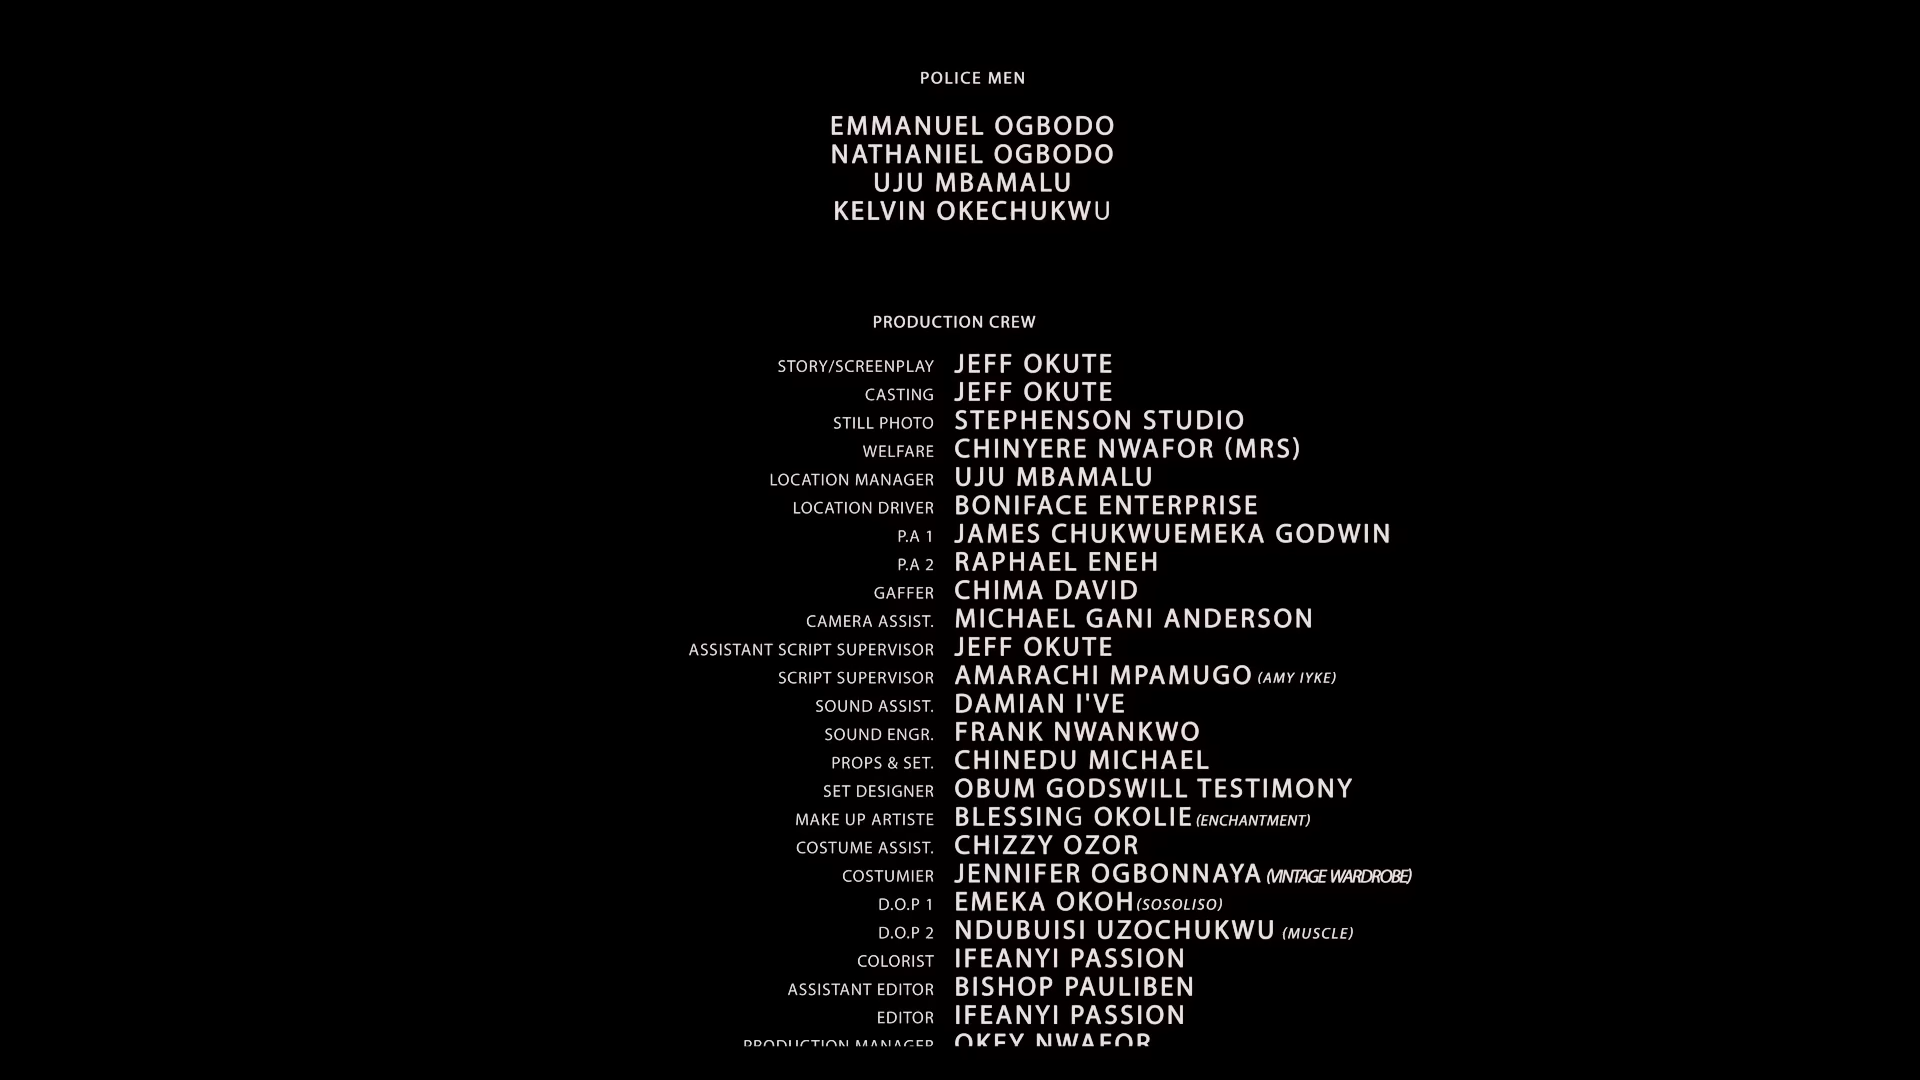 POLICE MEN
EMMANUEL OGBODO
NATHANIEL OGBODO
UJU MBAMALU
KELVIN OKECHUKWU
PRODUCTION CREW
STORY/SCREENPLAY JEFF OKUTE
CASTING JEFF OKUTE
STILL PHOTO STEPHENSON STUDIO
WELFARE CHINYERE NWAFOR (MRS)
LOCATION MANAGER UJU MBAMALU
LOCATION DRIVER BONIFACE ENTERPRISE
P.A 1 JAMES CHUKWUEMEKA GODWIN
P.A 2 RAPHAEL ENEH
GAFFER CHIMA DAVID
CAMERA ASSIST. MICHAEL GANI ANDERSON
ASSISTANT SCRIPT SUPERVISOR JEFF OKUTE
SCRIPT SUPERVISOR AMARACHI MPAMUGO (AMY IYKE)
SOUND ASSIST. DAMIAN I'VE
SOUND ENGR. FRANK NWANKWO
PROPS & SET. CHINEDU MICHAEL
SET DESIGNER OBUM GODSWILL TESTIMONY
MAKE UP ARTISTE BLESSING OKOLIE (ENCHANTMENT)
COSTUME ASSIST. CHIZZY OZOR
COSTUMIER JENNIFER OGBONNAYA (VINTAGE WARDROBE)
D.O.P 1 EMEKA OKOH (SOSOLISO)
D.O.P 2 NDUBUISI UZOCHUKWU (MUSCLE)
COLORIST IFEANYI PASSION
ASSISTANT EDITOR BISHOP PAULIBEN
EDITOR IFEANYI PASSION
PRODUCTION MANAGER OKEY NWAFOR